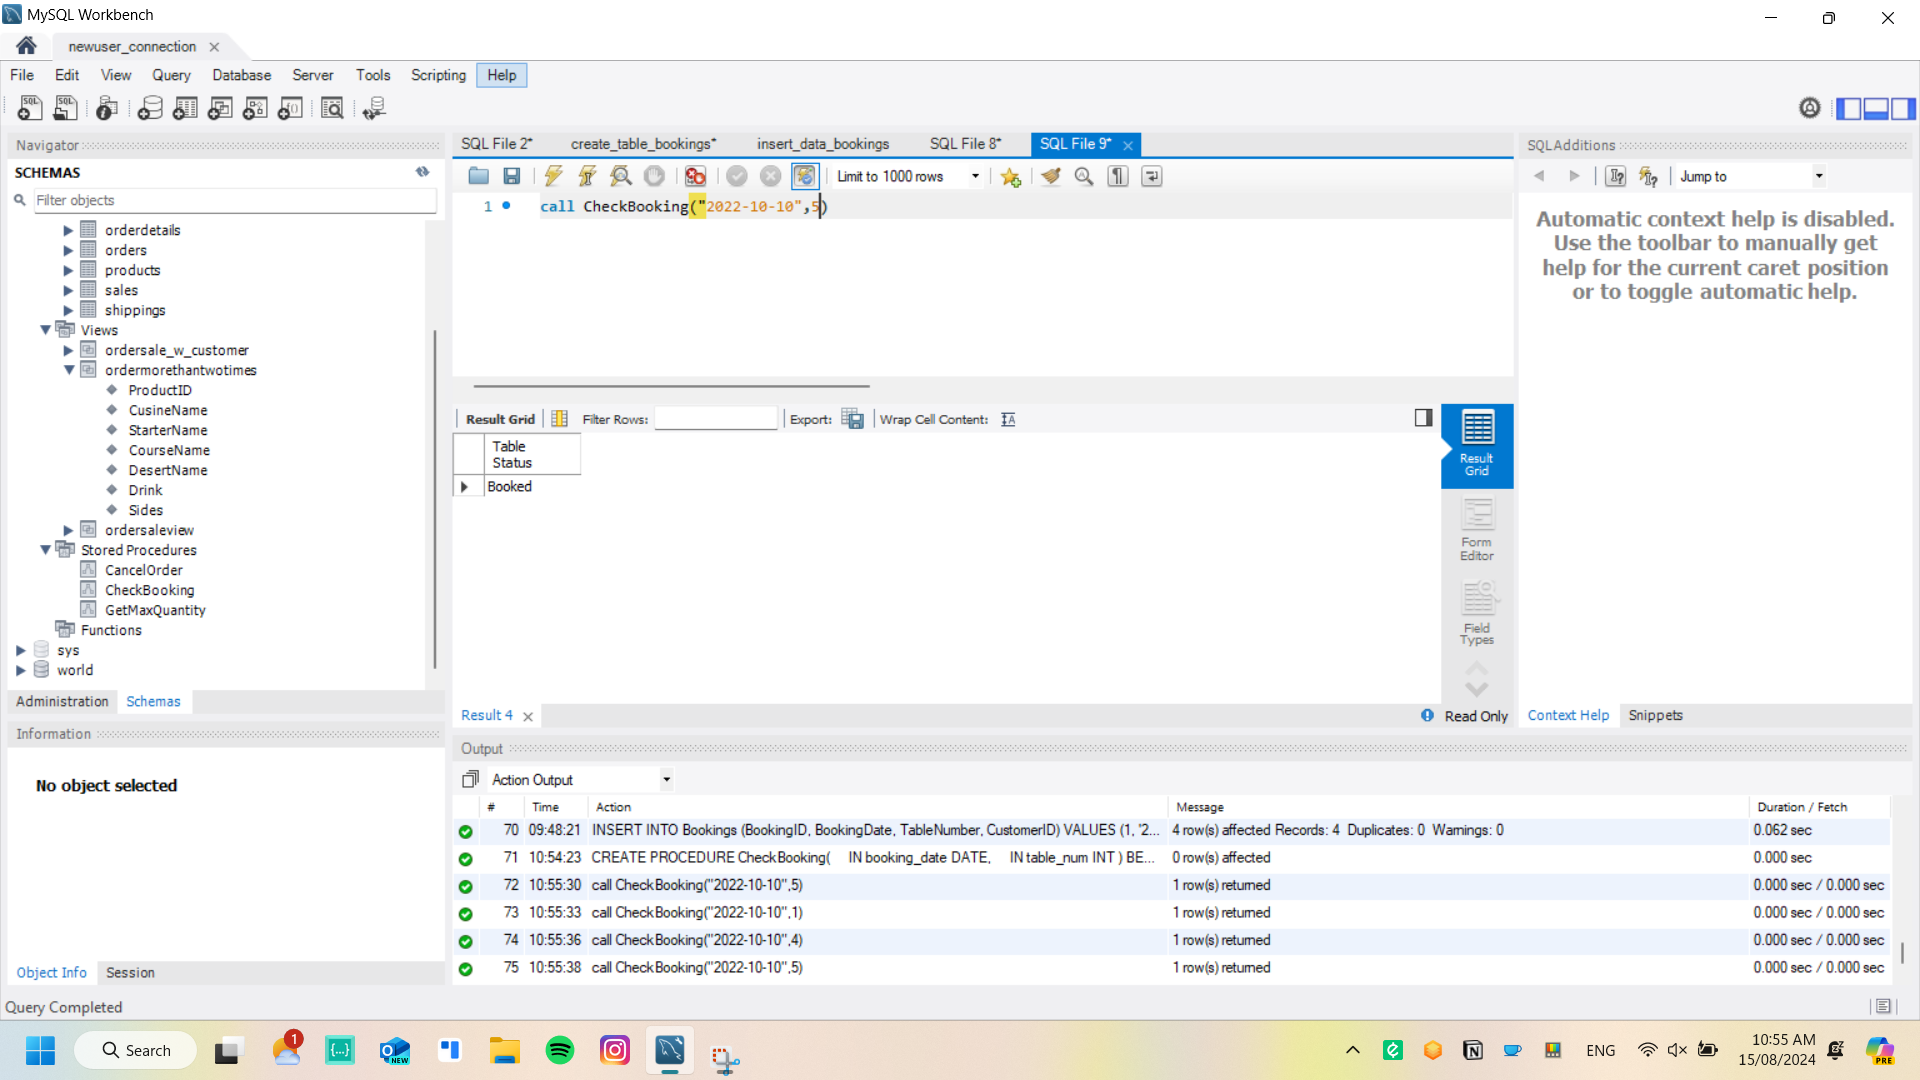 MySQL Workbench
newuser_connection
File Edit View Query Database Server Tools Scripting Help
Navigator
SCHEMAS
Filter objects
orderdetails
orders
products
sales
shippings
Views
ordersale_w_customer
ordermorethantwotimes
ProductID
CusineName
StarterName
CourseName
DesertName
Drink
Sides
ordersaleview
Stored Procedures
CancelOrder
CheckBooking
GetMaxQuantity
Functions
sys
world
Administration Schemas
Information
No object selected
Object Info Session
Query Completed
SQL File 2* create_table_bookings* insert_data_bookings SQL File 8* SQL File 9*
Limit to 1000 rows
1 call CheckBooking("2022-10-10",5)
Result Grid Filter Rows: Export: Wrap Cell Content:
Table
Status
Booked
Result
Grid
Form
Editor
Field
Types
Result 4 Read Only
SQLAdditions
Jump to
Automatic context help is disabled.
Use the toolbar to manually get
help for the current caret position
or to toggle automatic help.
Context Help Snippets
Output
Action Output
# Time Action Message Duration / Fetch
70 09:48:21 INSERT INTO Bookings (BookingID, BookingDate, TableNumber, CustomerID) VALUES (1, '2... 4 row(s) affected Records: 4 Duplicates: 0 Warnings: 0 0.062 sec
71 10:54:23 CREATE PROCEDURE CheckBooking( IN booking_date DATE, IN table_num INT ) BE... 0 row(s) affected 0.000 sec
72 10:55:30 call CheckBooking("2022-10-10",5) 1 row(s) returned 0.000 sec / 0.000 sec
73 10:55:33 call CheckBooking("2022-10-10",1) 1 row(s) returned 0.000 sec / 0.000 sec
74 10:55:36 call CheckBooking("2022-10-10",4) 1 row(s) returned 0.000 sec / 0.000 sec
75 10:55:38 call CheckBooking("2022-10-10",5) 1 row(s) returned 0.000 sec / 0.000 sec
Search
1
NEW
ENG
10:55 AM
15/08/2024
PRE